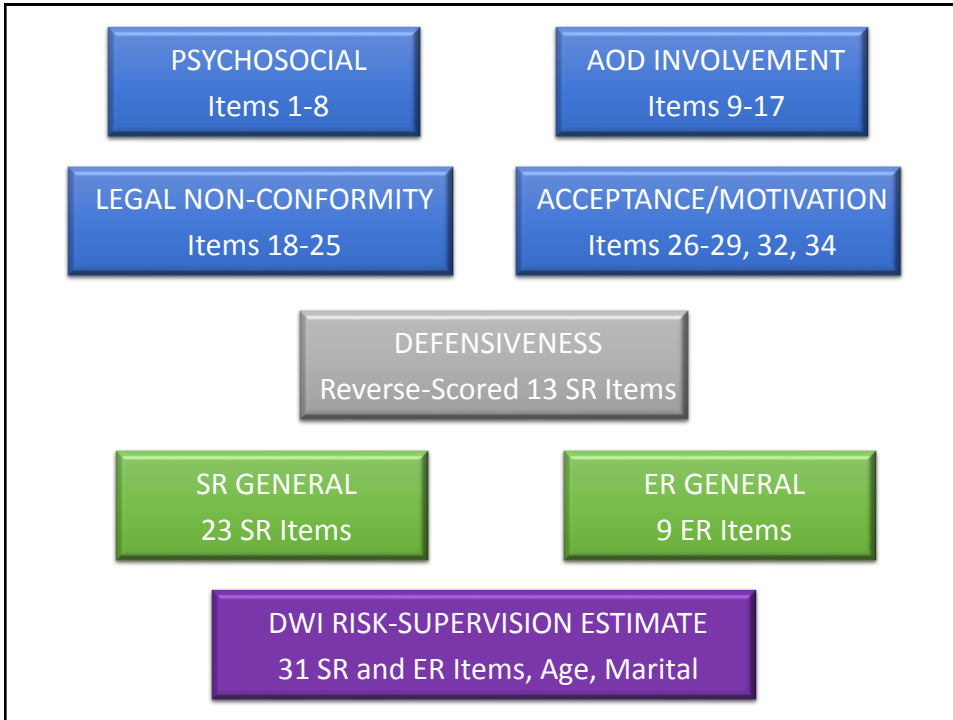 PSYCHOSOCIAL
Items 1-8
AOD INVOLVEMENT
Items 9-17
LEGAL NON-CONFORMITY
Items 18-25
ACCEPTANCE/MOTIVATION
Items 26-29, 32, 34
DEFENSIVENESS
Reverse-Scored 13 SR Items
SR GENERAL
23 SR Items
ER GENERAL
9 ER Items
DWI RISK-SUPERVISION ESTIMATE
31 SR and ER Items, Age, Marital